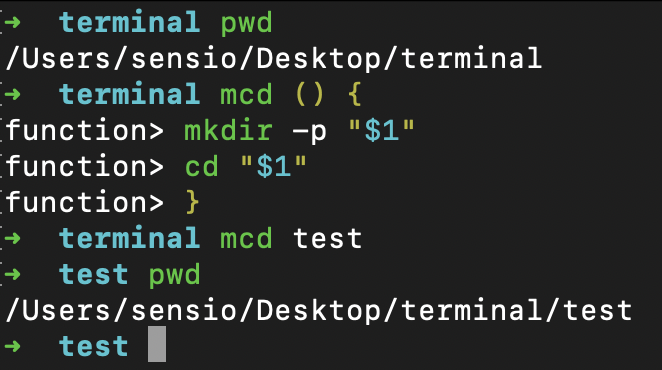 ➜ terminal pwd
/Users/sensio/Desktop/terminal
➜ terminal mcd () {
function> mkdir -p "$1"
function> cd "$1"
function> }
➜ terminal mcd test
➜ test pwd
/Users/sensio/Desktop/terminal/test
➜ test